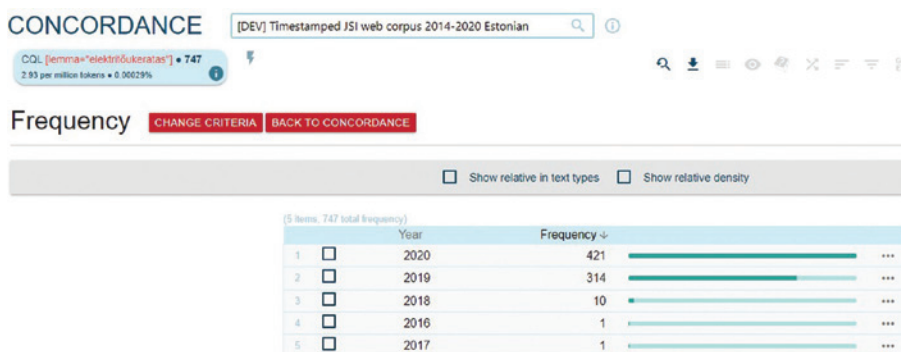 CONCORDANCE [DEV] Timestamped JSI web corpus 2014-2020 Estonian
CQL [lemma="elektritõukeratas"] • 747
2.93 per million tokens • 0.00029%
Frequency CHANGE CRITERIA BACK TO CONCORDANCE
Show relative in text types Show relative density
(5 items, 747 total frequency)
Year Frequency ↓
1 2020 421 •••
2 2019 314 •••
3 2018 10 •••
4 2016 1 •••
5 2017 1 •••